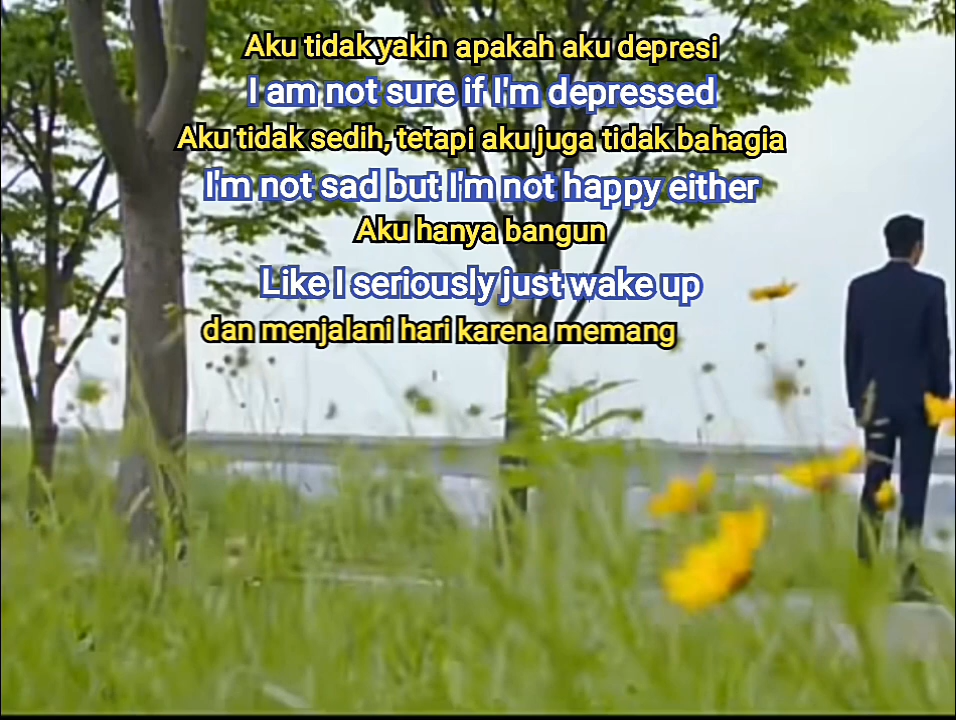 Aku tidak yakin apakah aku depresi
I am not sure if I'm depressed
Aku tidak sedih, tetapi aku juga tidak bahagia
I'm not sad but I'm not happy either
Aku hanya bangun
Like I seriously just wake up
dan menjalani hari karena memang